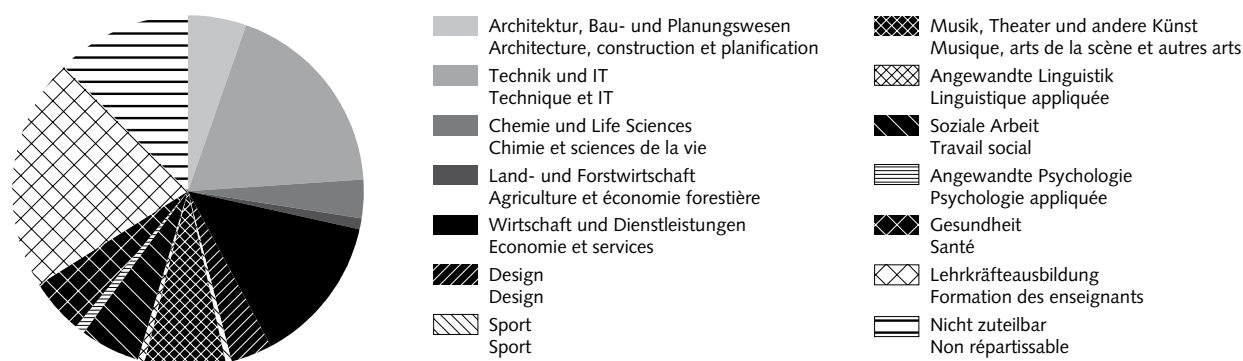 Architektur, Bau- und Planungswesen
Architecture, construction et planification
Technik und IT
Technique et IT
Chemie und Life Sciences
Chimie et sciences de la vie
Land- und Forstwirtschaft
Agriculture et économie forestière
Wirtschaft und Dienstleistungen
Economie et services
Design
Design
Sport
Sport
Musik, Theater und andere Künst
Musique, arts de la scène et autres arts
Angewandte Linguistik
Linguistique appliquée
Soziale Arbeit
Travail social
Angewandte Psychologie
Psychologie appliquée
Gesundheit
Santé
Lehrkräfteausbildung
Formation des enseignants
Nicht zuteilbar
Non répartissable